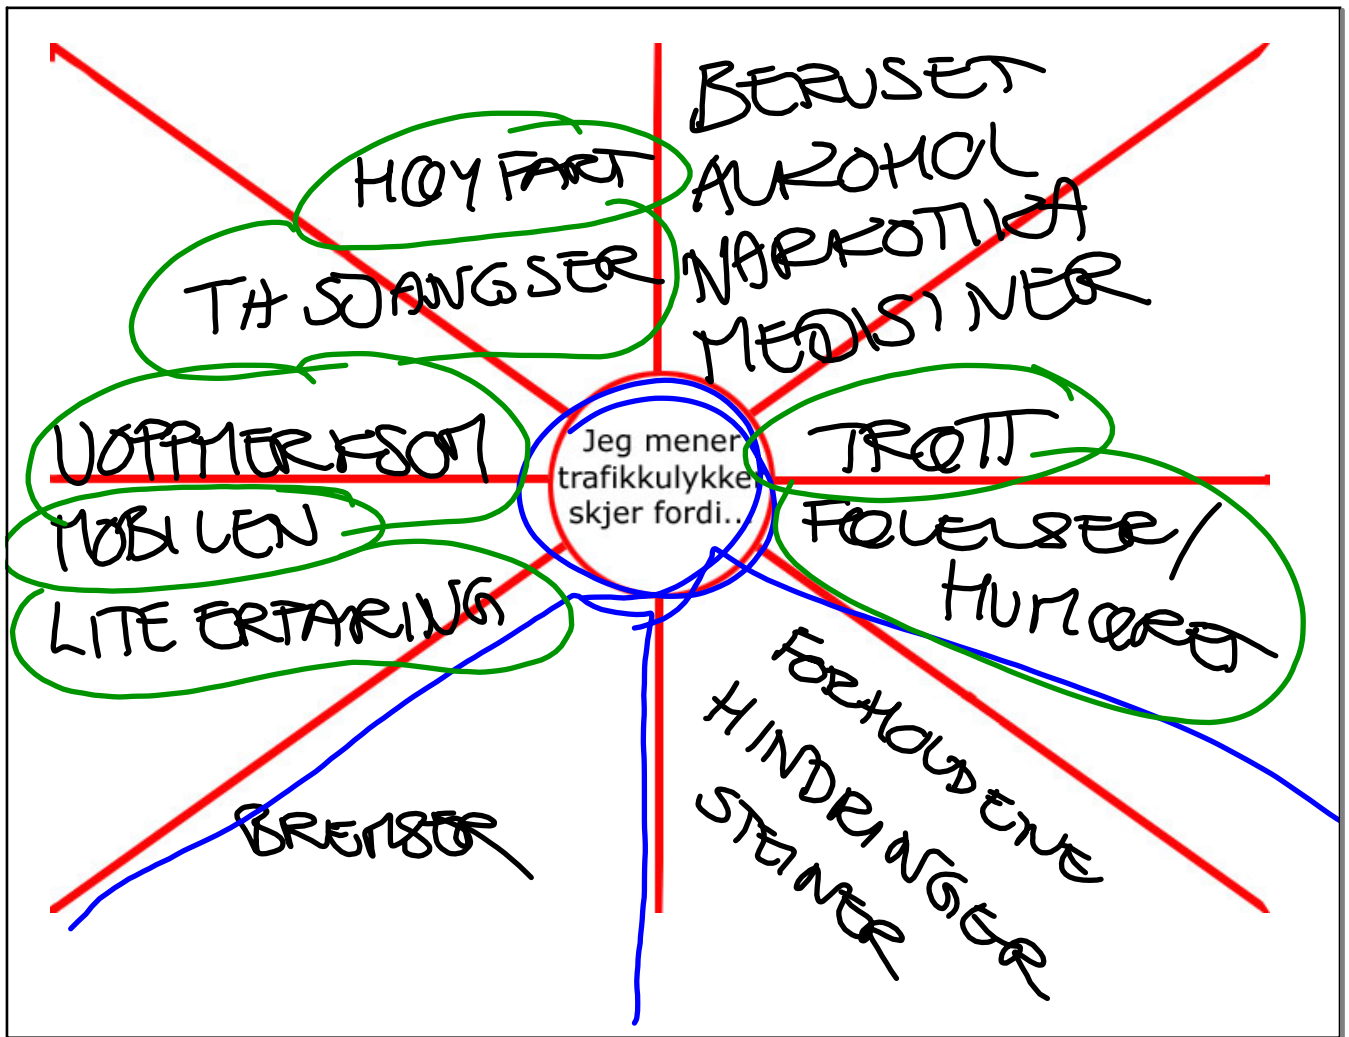 HØY FART
TA SJANGSER
UOPPMERKSOM
MOBILEN
LITE ERFARING
BREMSER
BERUSET
ALKOHOL
NARKOTIKA
MEDISINER
Jeg mener
trafikkulykker
skjer fordi...
TRØTT
FØLELSER/
HUMØRET
FORHOLDENE
HINDRINGER
STEINER